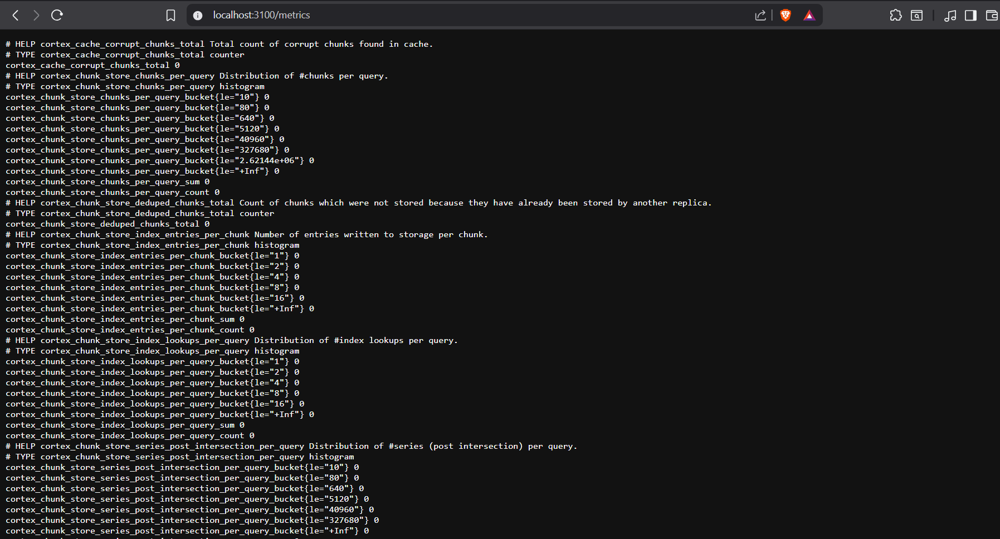 localhost:3100/metrics
# HELP cortex_cache_corrupt_chunks_total Total count of corrupt chunks found in cache.
# TYPE cortex_cache_corrupt_chunks_total counter
cortex_cache_corrupt_chunks_total 0
# HELP cortex_chunk_store_chunks_per_query Distribution of #chunks per query.
# TYPE cortex_chunk_store_chunks_per_query histogram
cortex_chunk_store_chunks_per_query_bucket{le="10"} 0
cortex_chunk_store_chunks_per_query_bucket{le="80"} 0
cortex_chunk_store_chunks_per_query_bucket{le="640"} 0
cortex_chunk_store_chunks_per_query_bucket{le="5120"} 0
cortex_chunk_store_chunks_per_query_bucket{le="40960"} 0
cortex_chunk_store_chunks_per_query_bucket{le="327680"} 0
cortex_chunk_store_chunks_per_query_bucket{le="2.62144e+06"} 0
cortex_chunk_store_chunks_per_query_bucket{le="+Inf"} 0
cortex_chunk_store_chunks_per_query_sum 0
cortex_chunk_store_chunks_per_query_count 0
# HELP cortex_chunk_store_deduped_chunks_total Count of chunks which were not stored because they have already been stored by another replica.
# TYPE cortex_chunk_store_deduped_chunks_total counter
cortex_chunk_store_deduped_chunks_total 0
# HELP cortex_chunk_store_index_entries_per_chunk Number of entries written to storage per chunk.
# TYPE cortex_chunk_store_index_entries_per_chunk histogram
cortex_chunk_store_index_entries_per_chunk_bucket{le="1"} 0
cortex_chunk_store_index_entries_per_chunk_bucket{le="2"} 0
cortex_chunk_store_index_entries_per_chunk_bucket{le="4"} 0
cortex_chunk_store_index_entries_per_chunk_bucket{le="8"} 0
cortex_chunk_store_index_entries_per_chunk_bucket{le="16"} 0
cortex_chunk_store_index_entries_per_chunk_bucket{le="+Inf"} 0
cortex_chunk_store_index_entries_per_chunk_sum 0
cortex_chunk_store_index_entries_per_chunk_count 0
# HELP cortex_chunk_store_index_lookups_per_query Distribution of #index lookups per query.
# TYPE cortex_chunk_store_index_lookups_per_query histogram
cortex_chunk_store_index_lookups_per_query_bucket{le="1"} 0
cortex_chunk_store_index_lookups_per_query_bucket{le="2"} 0
cortex_chunk_store_index_lookups_per_query_bucket{le="4"} 0
cortex_chunk_store_index_lookups_per_query_bucket{le="8"} 0
cortex_chunk_store_index_lookups_per_query_bucket{le="16"} 0
cortex_chunk_store_index_lookups_per_query_bucket{le="+Inf"} 0
cortex_chunk_store_index_lookups_per_query_sum 0
cortex_chunk_store_index_lookups_per_query_count 0
# HELP cortex_chunk_store_series_post_intersection_per_query Distribution of #series (post intersection) per query.
# TYPE cortex_chunk_store_series_post_intersection_per_query histogram
cortex_chunk_store_series_post_intersection_per_query_bucket{le="10"} 0
cortex_chunk_store_series_post_intersection_per_query_bucket{le="80"} 0
cortex_chunk_store_series_post_intersection_per_query_bucket{le="640"} 0
cortex_chunk_store_series_post_intersection_per_query_bucket{le="5120"} 0
cortex_chunk_store_series_post_intersection_per_query_bucket{le="40960"} 0
cortex_chunk_store_series_post_intersection_per_query_bucket{le="327680"} 0
cortex_chunk_store_series_post_intersection_per_query_bucket{le="+Inf"} 0